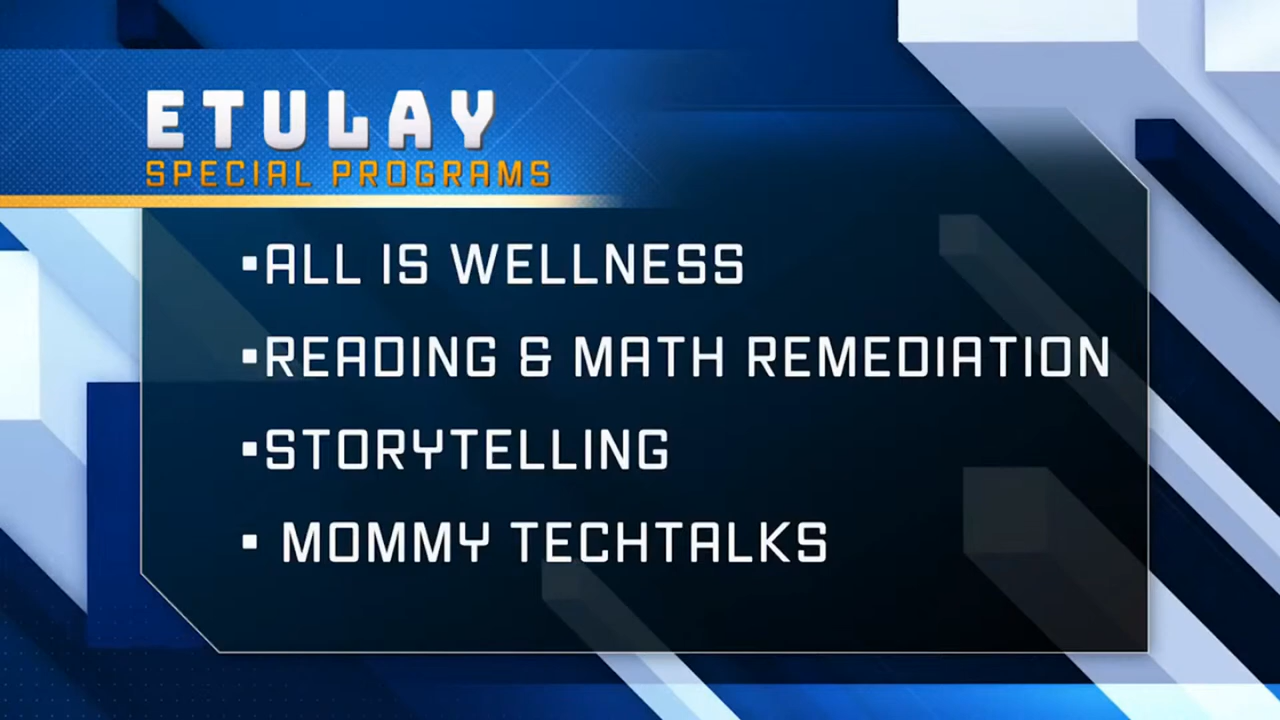 ETULAY
SPECIAL PROGRAMS
▪ALL IS WELLNESS
▪READING & MATH REMEDIATION
▪STORYTELLING
▪ MOMMY TECHTALKS